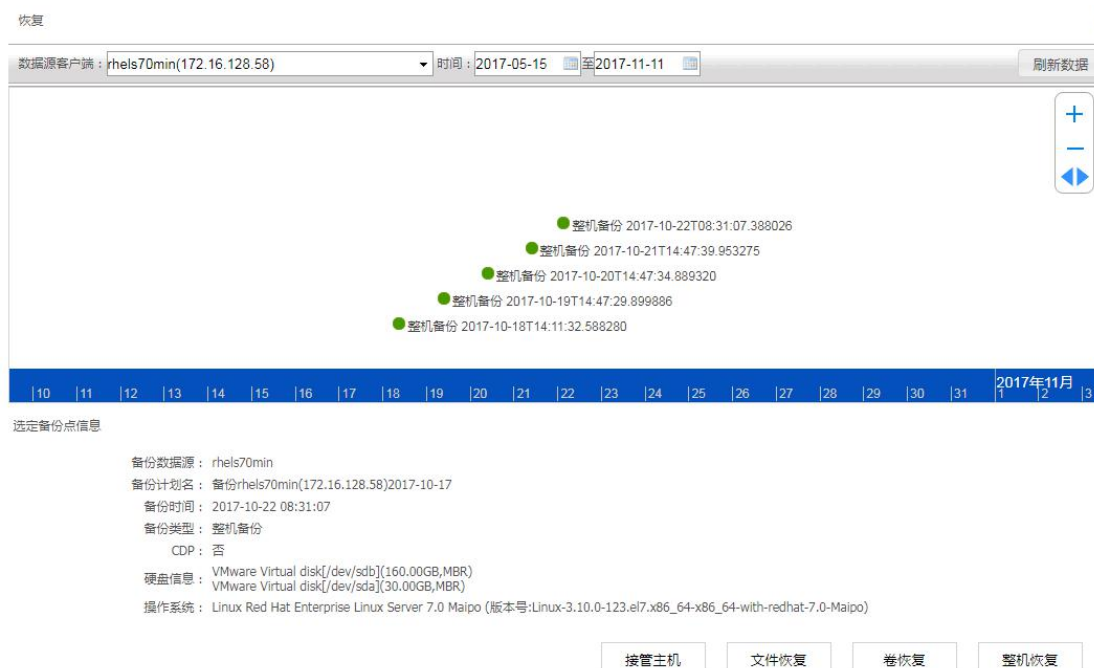 恢复
数据源客户端：rhels70min(172.16.128.58) 时间：2017-05-15 至2017-11-11 刷新数据
整机备份 2017-10-22T08:31:07.388026
整机备份 2017-10-21T14:47:39.953275
整机备份 2017-10-20T14:47:34.889320
整机备份 2017-10-19T14:47:29.899886
整机备份 2017-10-18T14:11:32.588280
2017年11月
10 11 12 13 14 15 16 17 18 19 20 21 22 23 24 25 26 27 28 29 30 31 1 2 3
选定备份点信息
备份数据源： rhels70min
备份计划名： 备份rhels70min(172.16.128.58)2017-10-17
备份时间： 2017-10-22 08:31:07
备份类型： 整机备份
CDP： 否
硬盘信息： VMware Virtual disk[/dev/sdb](160.00GB,MBR)
VMware Virtual disk[/dev/sda](30.00GB,MBR)
操作系统： Linux Red Hat Enterprise Linux Server 7.0 Maipo (版本号:Linux-3.10.0-123.el7.x86_64-x86_64-with-redhat-7.0-Maipo)
接管主机 文件恢复 卷恢复 整机恢复